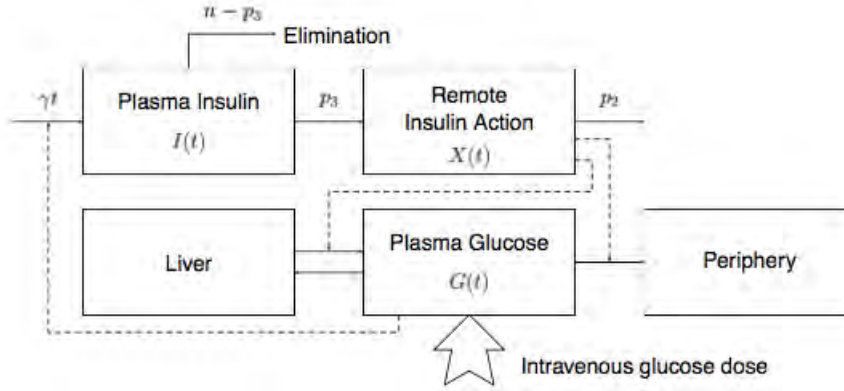 n − p₃
Elimination
γt
Plasma Insulin
I(t)
p₃
Remote
Insulin Action
X(t)
p₂
Liver
Plasma Glucose
G(t)
Periphery
Intravenous glucose dose